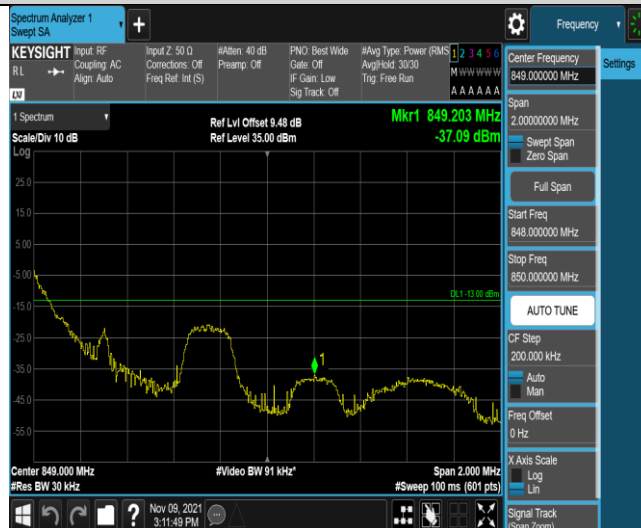 Spectrum Analyzer 1
Swept SA
Frequency
KEYSIGHT
R L
Input: RF
Coupling: AC
Align: Auto
Input Z: 50 Ω
Corrections: Off
Freq Ref: Int (S)
#Atten: 40 dB
Preamp: Off
PNO: Best Wide
Gate: Off
IF Gain: Low
Sig Track: Off
#Avg Type: Power (RMS
Avg|Hold: 30/30
Trig: Free Run
1 2 3 4 5 6
M W W W W W
A A A A A A
LXI
1 Spectrum
Scale/Div 10 dB
Log
Ref Lvl Offset 9.48 dB
Ref Level 35.00 dBm
Mkr1 849.203 MHz
-37.09 dBm
25.0
15.0
5.00
-5.00
-15.0
-25.0
-35.0
-45.0
-55.0
DL1 -13.00 dBm
1
Center 849.000 MHz
#Res BW 30 kHz
#Video BW 91 kHz*
Span 2.000 MHz
#Sweep 100 ms (601 pts)
Nov 09, 2021
3:11:49 PM
?
Center Frequency
849.000000 MHz
Span
2.00000000 MHz
Swept Span
Zero Span
Full Span
Start Freq
848.000000 MHz
Stop Freq
850.000000 MHz
AUTO TUNE
CF Step
200.000 kHz
Auto
Man
Freq Offset
0 Hz
X Axis Scale
Log
Lin
Signal Track
(Span Zoom)
Settings